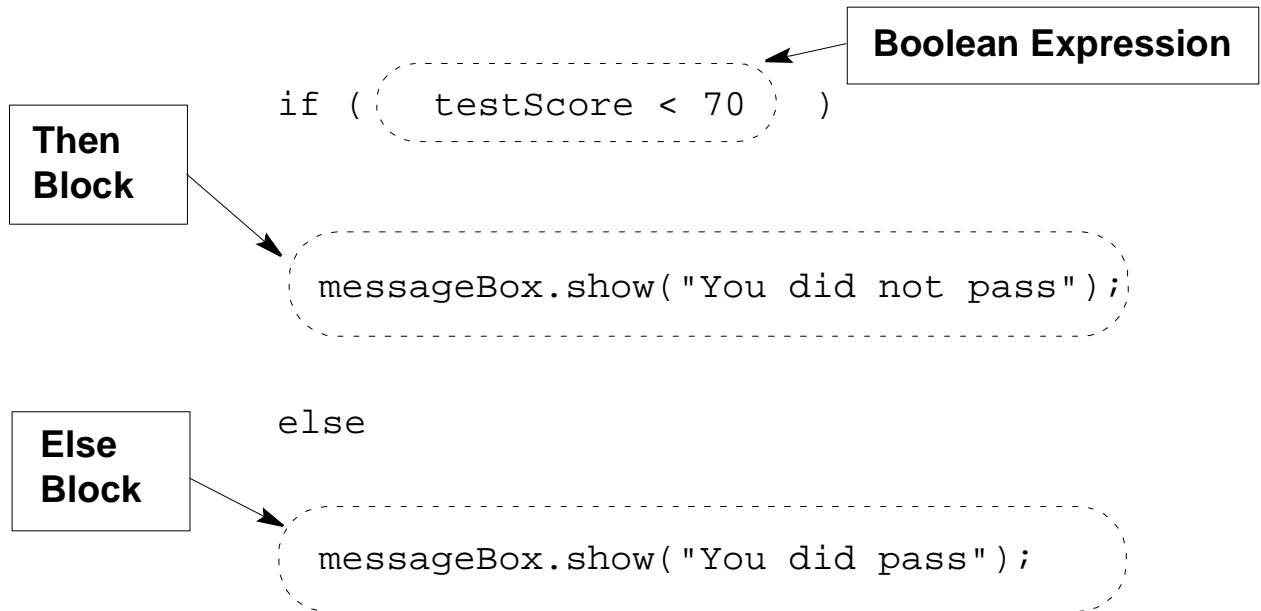 Boolean Expression
if ( testScore < 70 )
Then
Block
messageBox.show("You did not pass");
else
Else
Block
messageBox.show("You did pass");